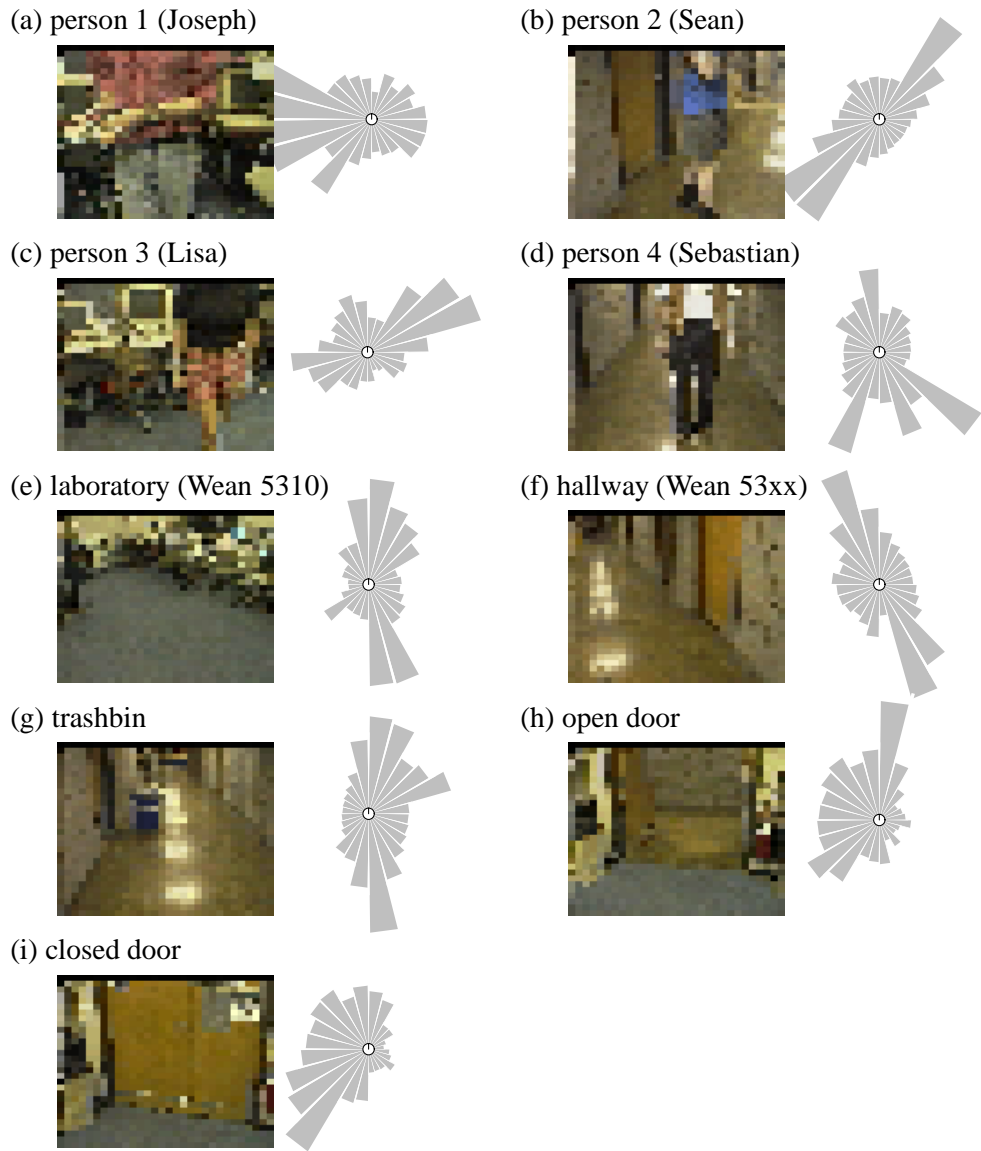 (a) person 1 (Joseph)
(b) person 2 (Sean)
(c) person 3 (Lisa)
(d) person 4 (Sebastian)
(e) laboratory (Wean 5310)
(f) hallway (Wean 53xx)
(g) trashbin
(h) open door
(i) closed door